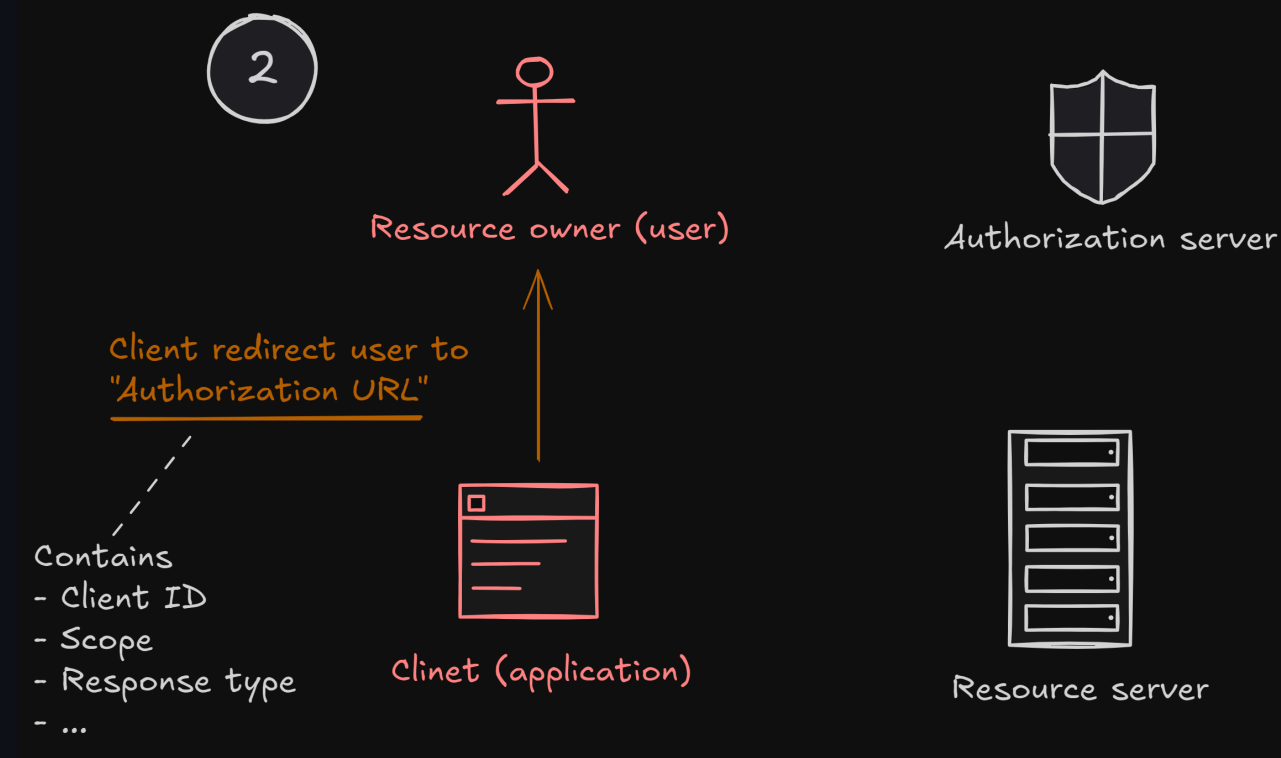 2
Resource owner (user)
Authorization server
Client redirect user to
"Authorization URL"
Contains
- Client ID
- Scope
- Response type
- ...
Clinet (application)
Resource server